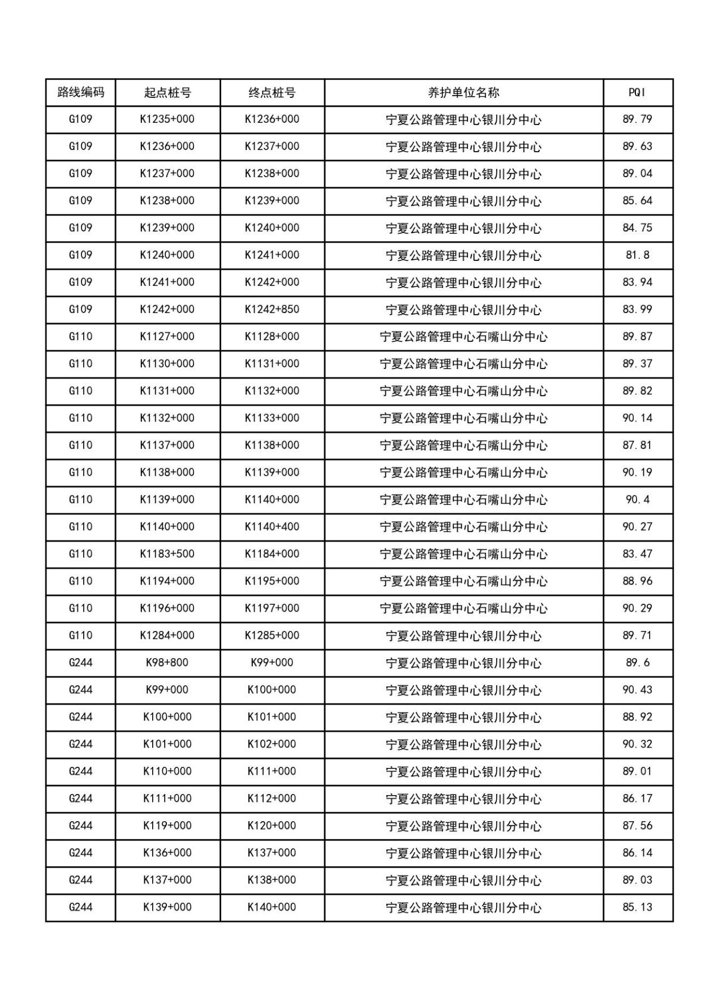 路线编码 起点桩号 终点桩号 养护单位名称 PQI
G109 K1235+000 K1236+000 宁夏公路管理中心银川分中心 89.79
G109 K1236+000 K1237+000 宁夏公路管理中心银川分中心 89.63
G109 K1237+000 K1238+000 宁夏公路管理中心银川分中心 89.04
G109 K1238+000 K1239+000 宁夏公路管理中心银川分中心 85.64
G109 K1239+000 K1240+000 宁夏公路管理中心银川分中心 84.75
G109 K1240+000 K1241+000 宁夏公路管理中心银川分中心 81.8
G109 K1241+000 K1242+000 宁夏公路管理中心银川分中心 83.94
G109 K1242+000 K1242+850 宁夏公路管理中心银川分中心 83.99
G110 K1127+000 K1128+000 宁夏公路管理中心石嘴山分中心 89.87
G110 K1130+000 K1131+000 宁夏公路管理中心石嘴山分中心 89.37
G110 K1131+000 K1132+000 宁夏公路管理中心石嘴山分中心 89.82
G110 K1132+000 K1133+000 宁夏公路管理中心石嘴山分中心 90.14
G110 K1137+000 K1138+000 宁夏公路管理中心石嘴山分中心 87.81
G110 K1138+000 K1139+000 宁夏公路管理中心石嘴山分中心 90.19
G110 K1139+000 K1140+000 宁夏公路管理中心石嘴山分中心 90.4
G110 K1140+000 K1140+400 宁夏公路管理中心石嘴山分中心 90.27
G110 K1183+500 K1184+000 宁夏公路管理中心石嘴山分中心 83.47
G110 K1194+000 K1195+000 宁夏公路管理中心石嘴山分中心 88.96
G110 K1196+000 K1197+000 宁夏公路管理中心石嘴山分中心 90.29
G110 K1284+000 K1285+000 宁夏公路管理中心银川分中心 89.71
G244 K98+800 K99+000 宁夏公路管理中心银川分中心 89.6
G244 K99+000 K100+000 宁夏公路管理中心银川分中心 90.43
G244 K100+000 K101+000 宁夏公路管理中心银川分中心 88.92
G244 K101+000 K102+000 宁夏公路管理中心银川分中心 90.32
G244 K110+000 K111+000 宁夏公路管理中心银川分中心 89.01
G244 K111+000 K112+000 宁夏公路管理中心银川分中心 86.17
G244 K119+000 K120+000 宁夏公路管理中心银川分中心 87.56
G244 K136+000 K137+000 宁夏公路管理中心银川分中心 86.14
G244 K137+000 K138+000 宁夏公路管理中心银川分中心 89.03
G244 K139+000 K140+000 宁夏公路管理中心银川分中心 85.13